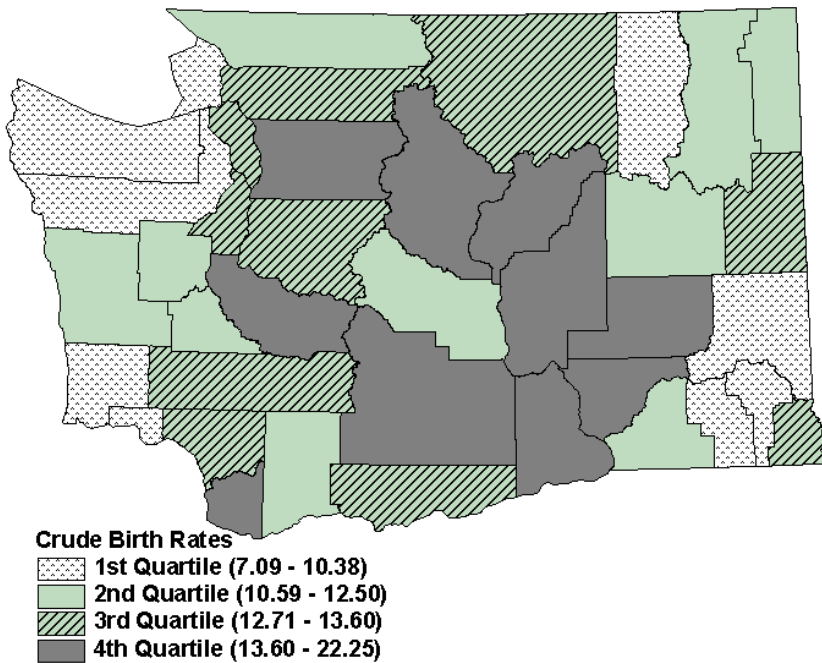 Crude Birth Rates
1st Quartile (7.09 - 10.38)
2nd Quartile (10.59 - 12.50)
3rd Quartile (12.71 - 13.60)
4th Quartile (13.60 - 22.25)